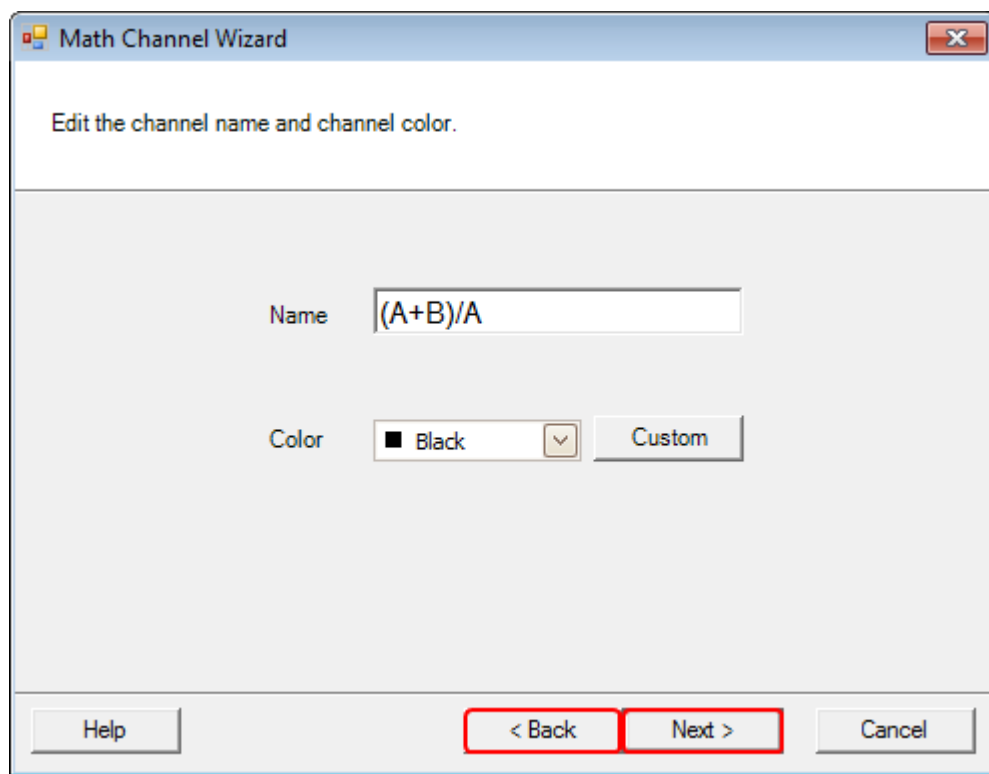 Math Channel Wizard
Edit the channel name and channel color.
Name (A+B)/A
Color Black Custom
Help < Back Next > Cancel